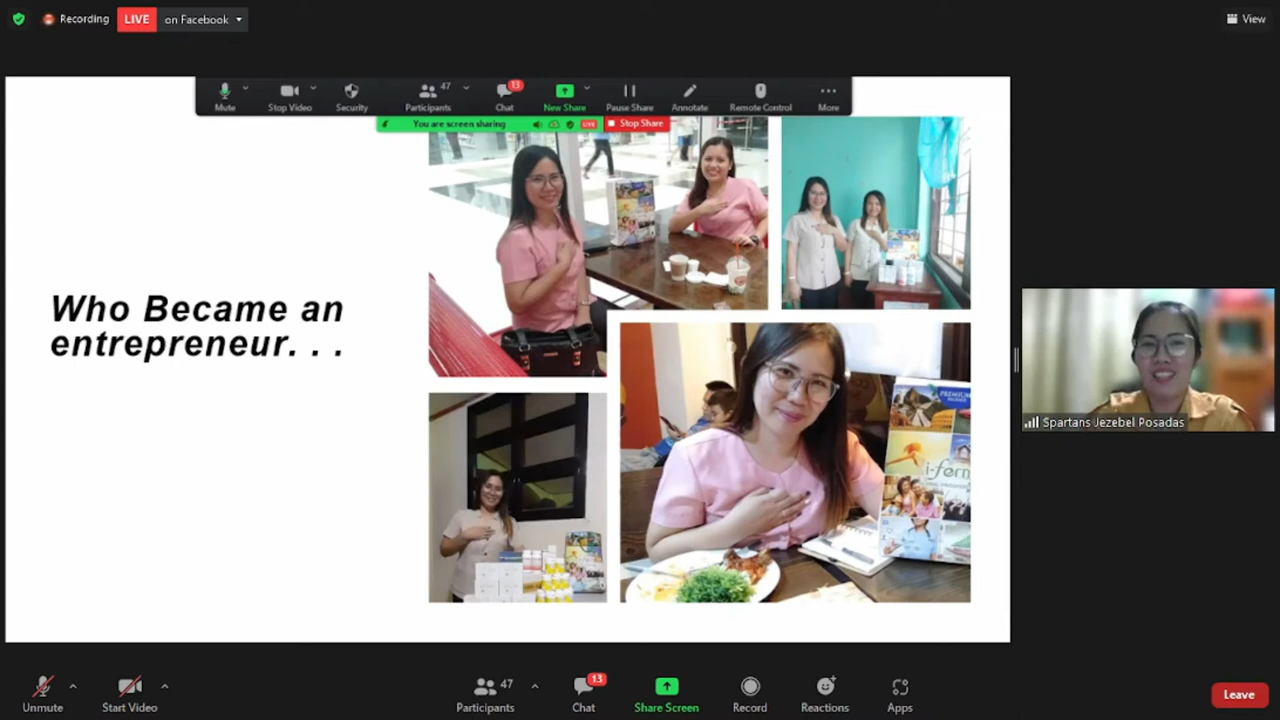 Recording
LIVE
on Facebook
View
47
13
Mute
Stop Video
Security
Participants
Chat
New Share
Pause Share
Annotate
Remote Control
More
You are screen sharing
LIVE
Stop Share
Who Became an
entrepreneur. . .
PREMIUM
i-fern
Spartans Jezebel Posadas
47
13
Unmute
Start Video
Participants
Chat
Share Screen
Record
Reactions
Apps
Leave